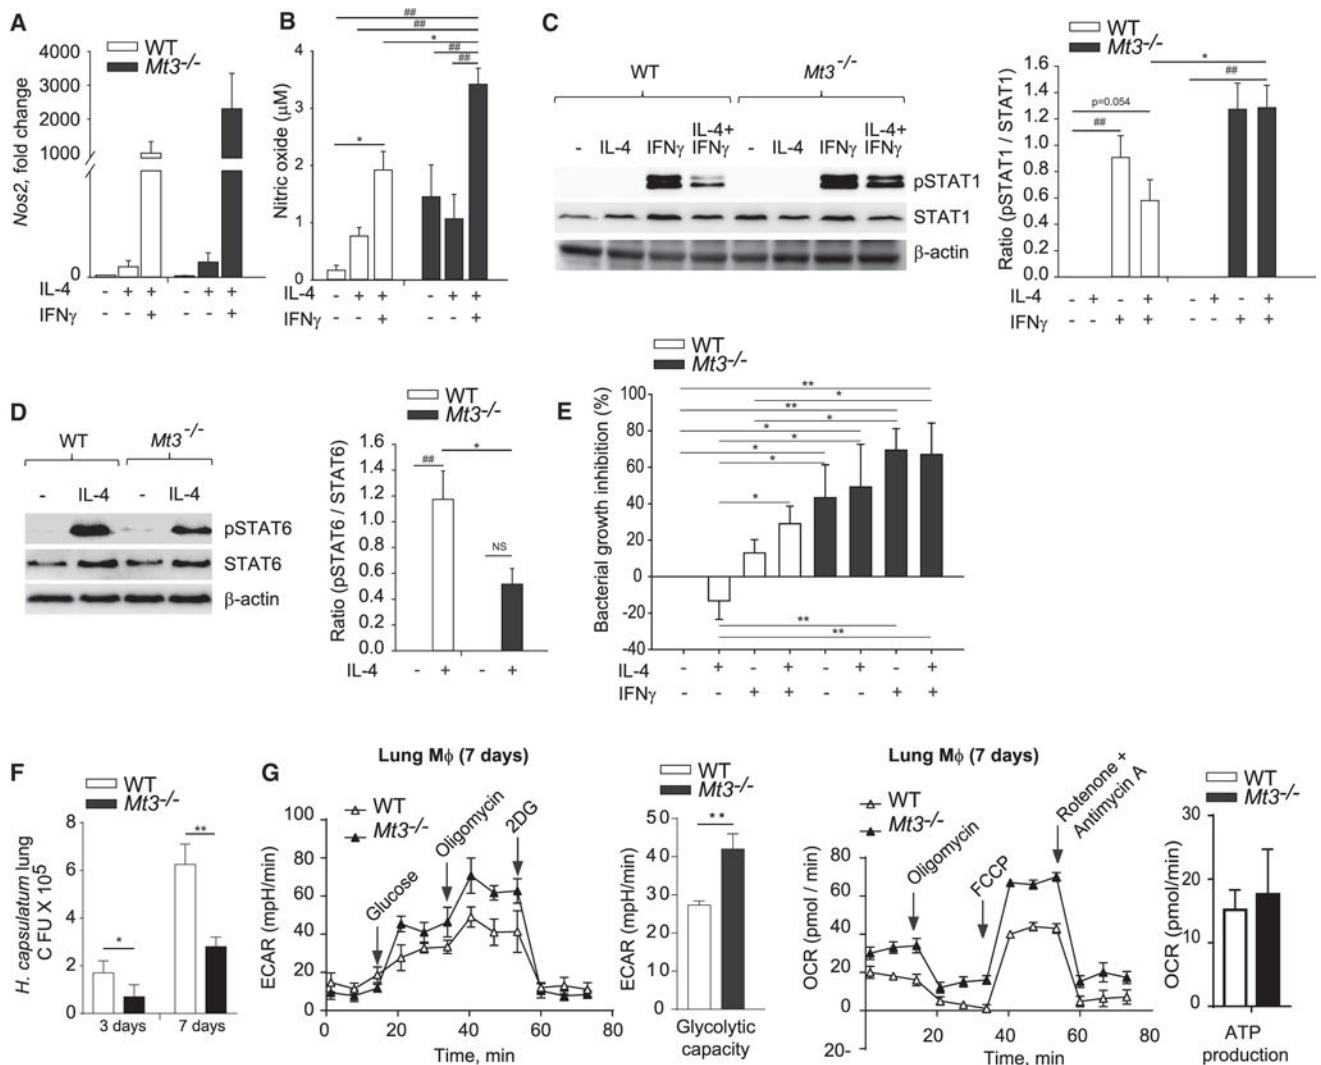 A
WT
Mt3-/-
Nos2, fold change
4000
3000
2000
1000
0
IL-4 - + + - + +
IFNγ - - + - - +
B
Nitric oxide (μM)
4
3
2
1
0
## 
##
*
##
##
*
IL-4 - + + - + +
IFNγ - - + - - +
C
WT Mt3-/-
IL-4+ IL-4+
- IL-4 IFNγ IFNγ - IL-4 IFNγ IFNγ
pSTAT1
STAT1
β-actin
WT
Mt3-/-
Ratio (pSTAT1 / STAT1)
1.6
1.4
1.2
1.0
0.8
0.6
0.4
0.2
0.0
*
##
p=0.054
##
IL-4 - + - + - + - +
IFNγ - - + + - - + +
D
WT Mt3-/-
- IL-4 - IL-4
pSTAT6
STAT6
β-actin
WT
Mt3-/-
Ratio (pSTAT6 / STAT6)
1.6
1.4
1.2
1.0
0.8
0.6
0.4
0.2
0.0
*
##
NS
IL-4 - + - +
E
WT
Mt3-/-
Bacterial growth inhibition (%)
100
80
60
40
20
0
-20
-40
**
*
**
*
*
*
*
*
*
**
**
IL-4 - + - + - + - +
IFNγ - - + + - - + +
F
WT
Mt3-/-
H. capsulatum lung
C FU X 10⁵
8
6
4
2
0
*
**
3 days 7 days
G
Lung Mϕ (7 days)
WT
Mt3-/-
ECAR (mpH/min)
100
80
60
40
20
0
Glucose
Oligomycin
2DG
0 20 40 60 80
Time, min
WT
Mt3-/-
ECAR (mpH/min)
50
40
30
20
10
0
**
Glycolytic
capacity
Lung Mϕ (7 days)
WT
Mt3-/-
OCR (pmol / min)
80
60
40
20
0
20-
Oligomycin
FCCP
Rotenone +
Antimycin A
20 40 60 80
Time, min
WT
Mt3-/-
OCR (pmol/min)
30
20
10
0
ATP
production